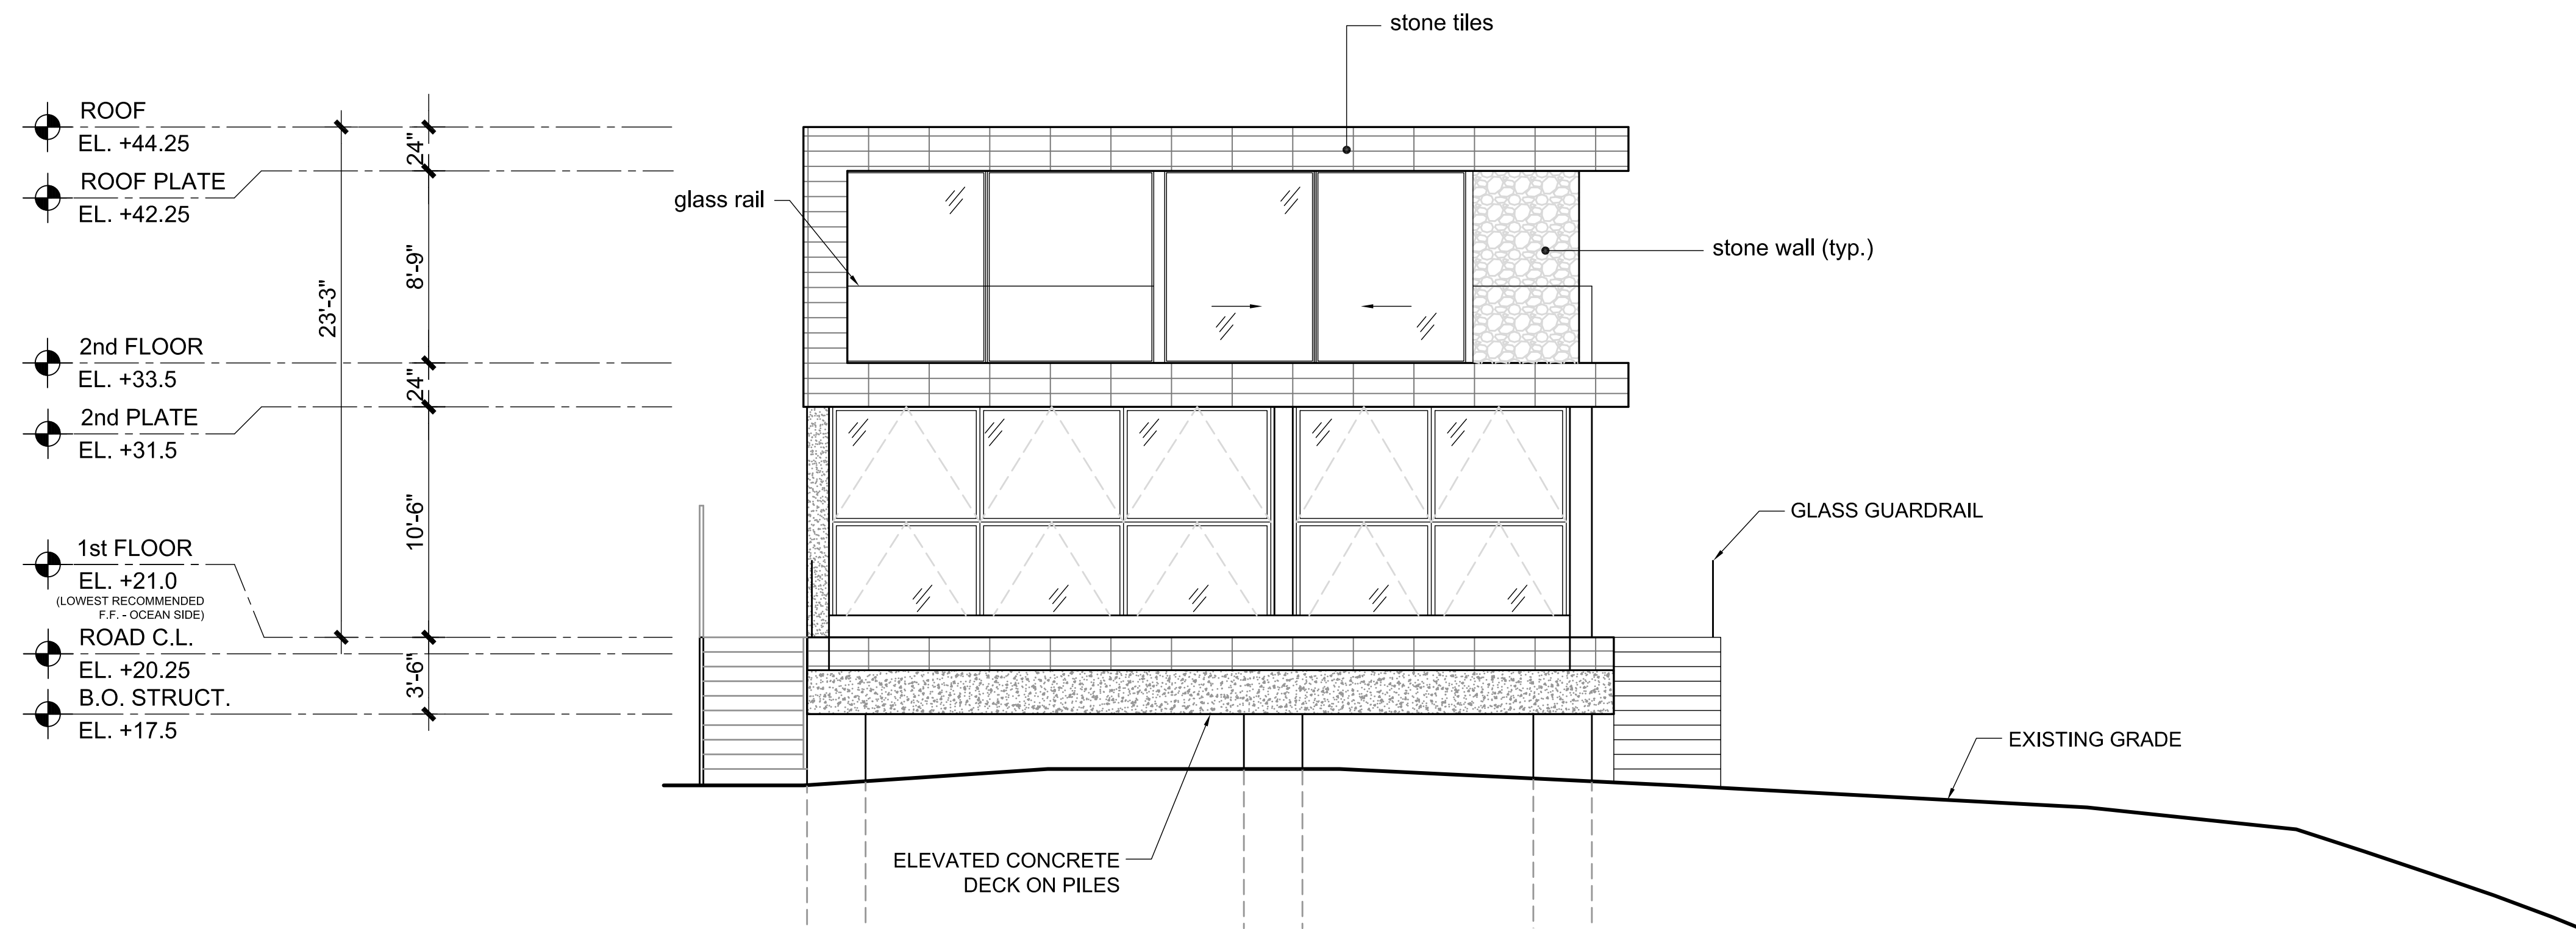 stone tiles
ROOF
EL. +44.25
24"
ROOF PLATE
EL. +42.25
glass rail
stone wall (typ.)
8'-9"
23'-3"
2nd FLOOR
EL. +33.5
24"
2nd PLATE
EL. +31.5
10'-6"
GLASS GUARDRAIL
1st FLOOR
EL. +21.0
(LOWEST RECOMMENDED
F.F. - OCEAN SIDE)
ROAD C.L.
EL. +20.25
3'-6"
B.O. STRUCT.
EL. +17.5
EXISTING GRADE
ELEVATED CONCRETE
DECK ON PILES